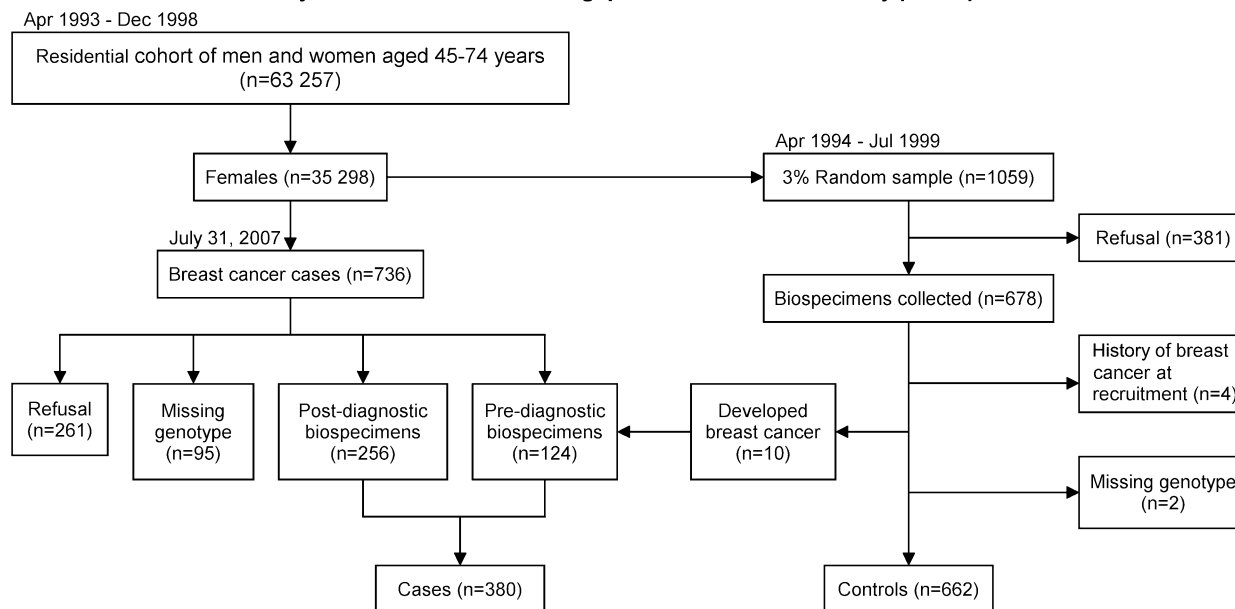 Apr 1993 - Dec 1998
Residential cohort of men and women aged 45-74 years
(n=63 257)
Apr 1994 - Jul 1999
Females (n=35 298)
3% Random sample (n=1059)
Refusal (n=381)
July 31, 2007
Breast cancer cases (n=736)
Biospecimens collected (n=678)
History of breast
cancer at
recruitment (n=4)
Refusal
(n=261)
Missing
genotype
(n=95)
Post-diagnostic
biospecimens
(n=256)
Pre-diagnostic
biospecimens
(n=124)
Developed
breast cancer
(n=10)
Missing genotype
(n=2)
Cases (n=380)
Controls (n=662)